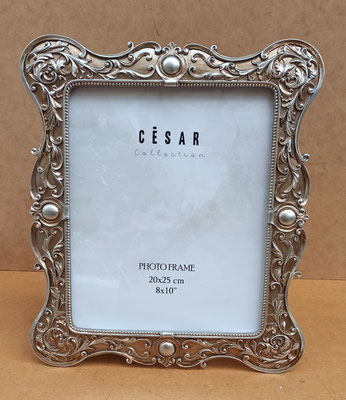 CĒSAR
Collection
PHOTO FRAME
20x25 cm
8x10"